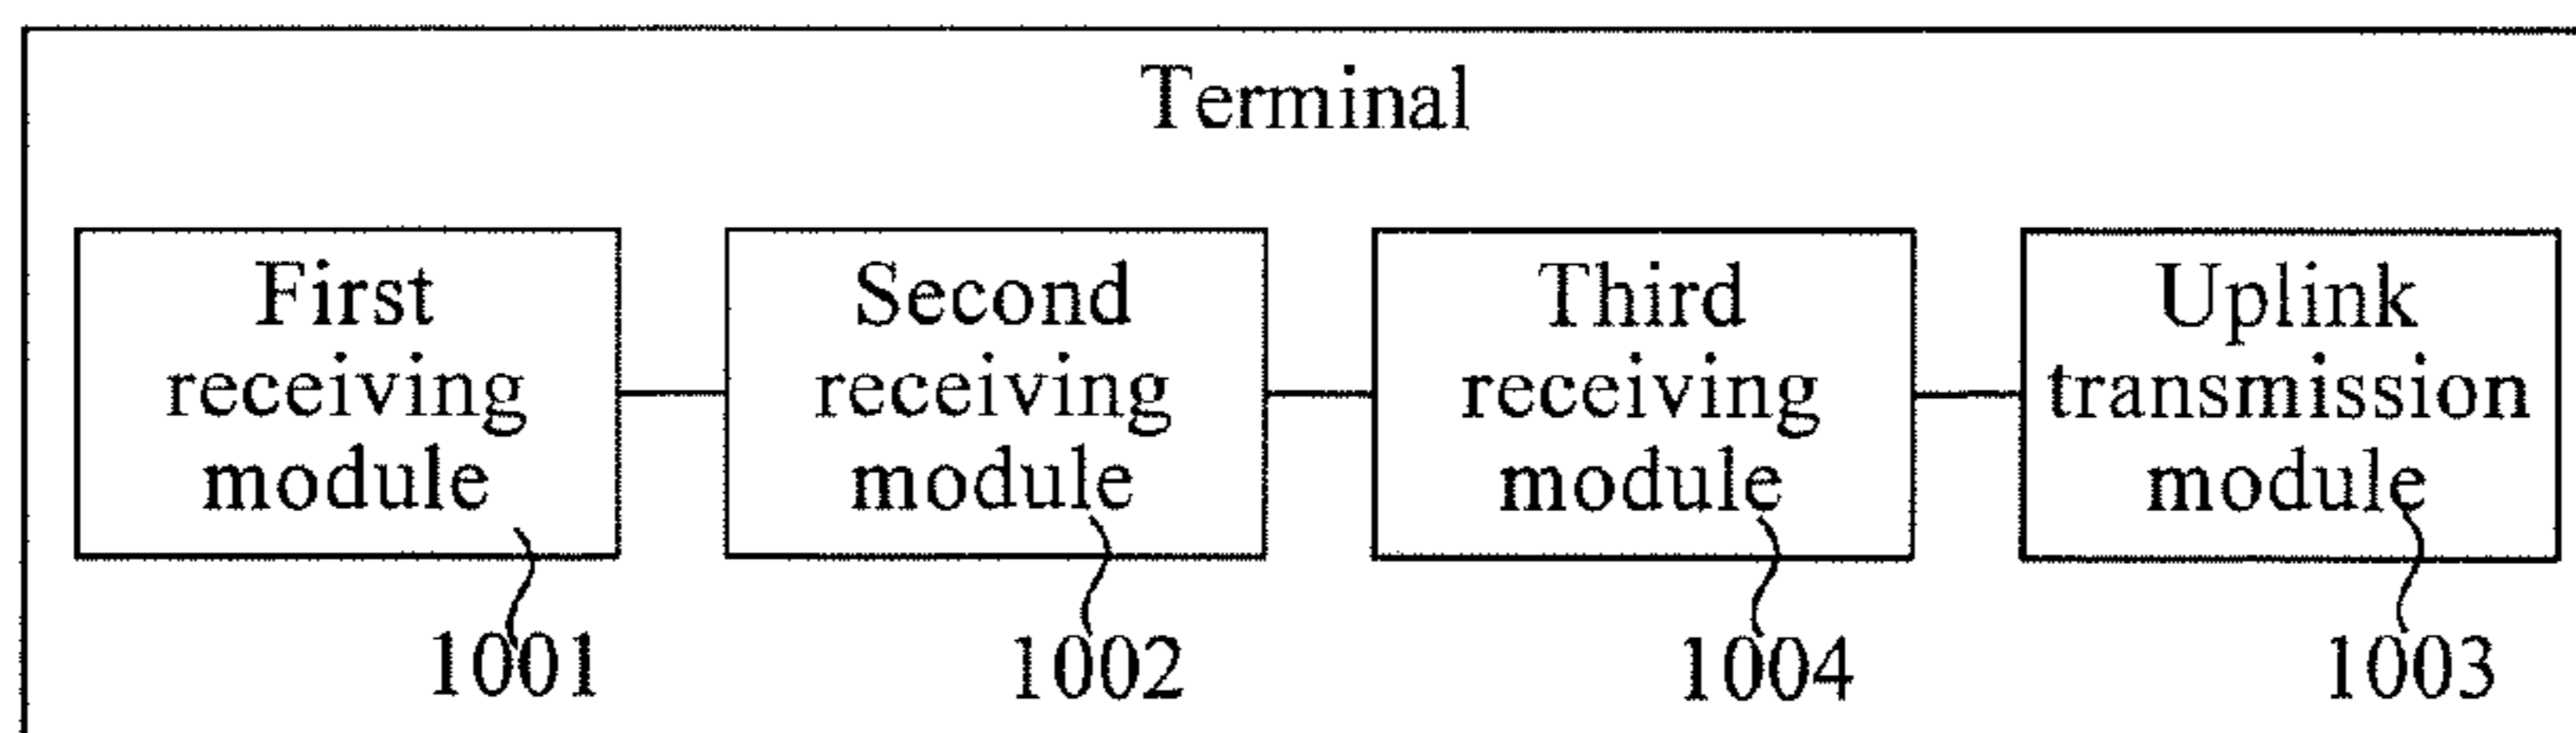 Terminal
First
receiving
module
Second
receiving
module
Third
receiving
module
Uplink
transmission
module
1001
1002
1004
1003